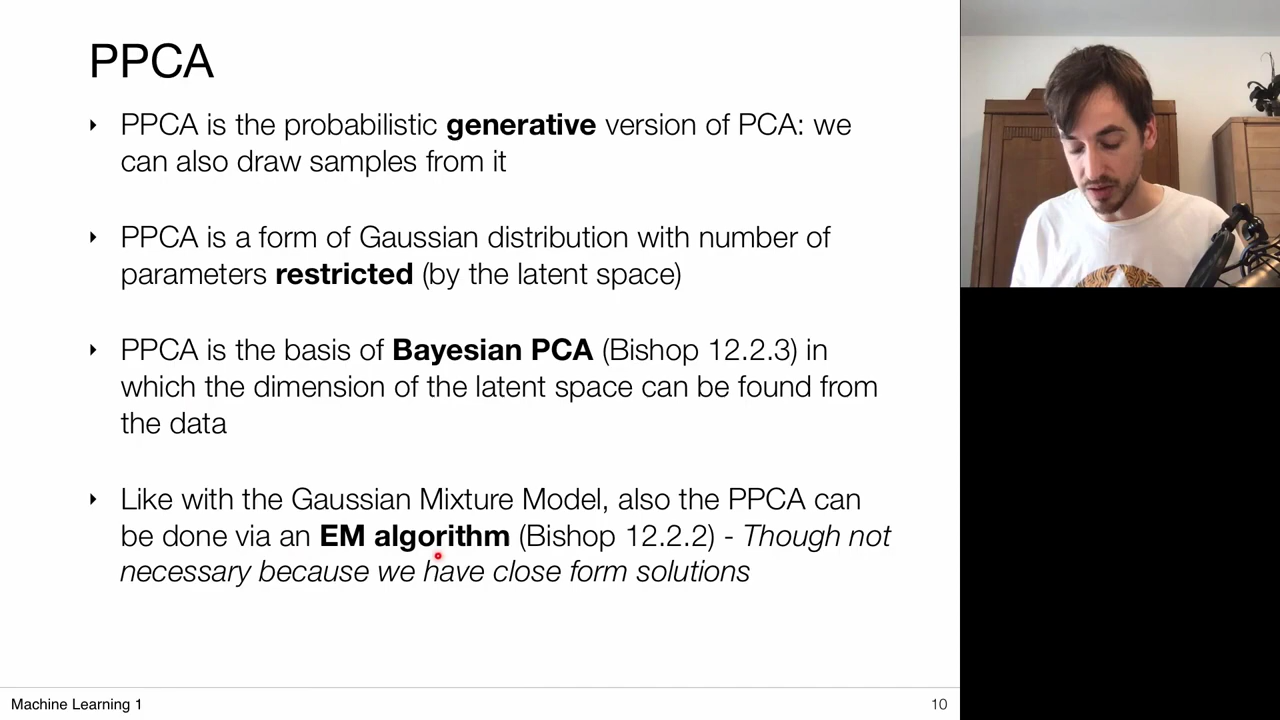 PPCA
‣ PPCA is the probabilistic generative version of PCA: we
can also draw samples from it
‣ PPCA is a form of Gaussian distribution with number of
parameters restricted (by the latent space)
‣ PPCA is the basis of Bayesian PCA (Bishop 12.2.3) in
which the dimension of the latent space can be found from
the data
‣ Like with the Gaussian Mixture Model, also the PPCA can
be done via an EM algorithm (Bishop 12.2.2) - Though not
necessary because we have close form solutions
Machine Learning 1
10